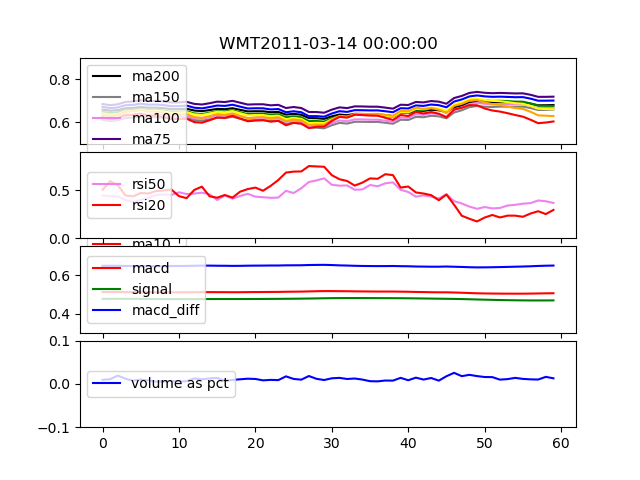 WMT2011-03-14 00:00:00
0.8
0.6
ma200
ma150
ma100
ma75
0.5
0.0
rsi50
rsi20
ma10
0.6
0.4
macd
signal
macd_diff
0.1
0.0
−0.1
volume as pct
0 10 20 30 40 50 60